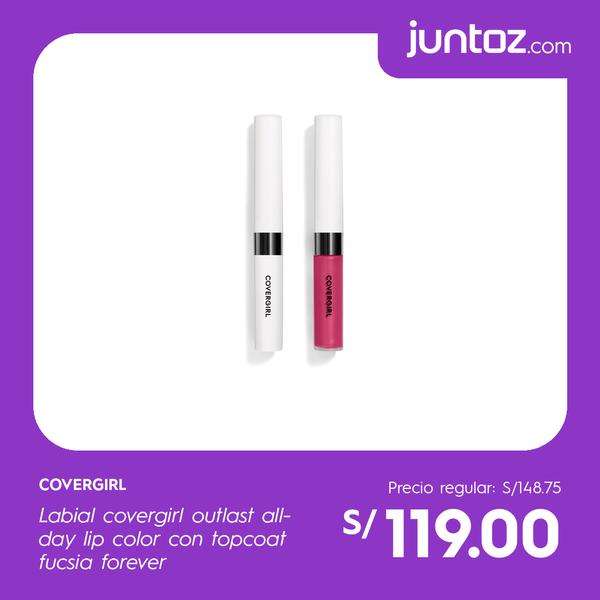 juntoz.com
COVERGIRL
COVERGIRL
COVERGIRL
Labial covergirl outlast all-
day lip color con topcoat
fucsia forever
Precio regular: S/148.75
S/119.00